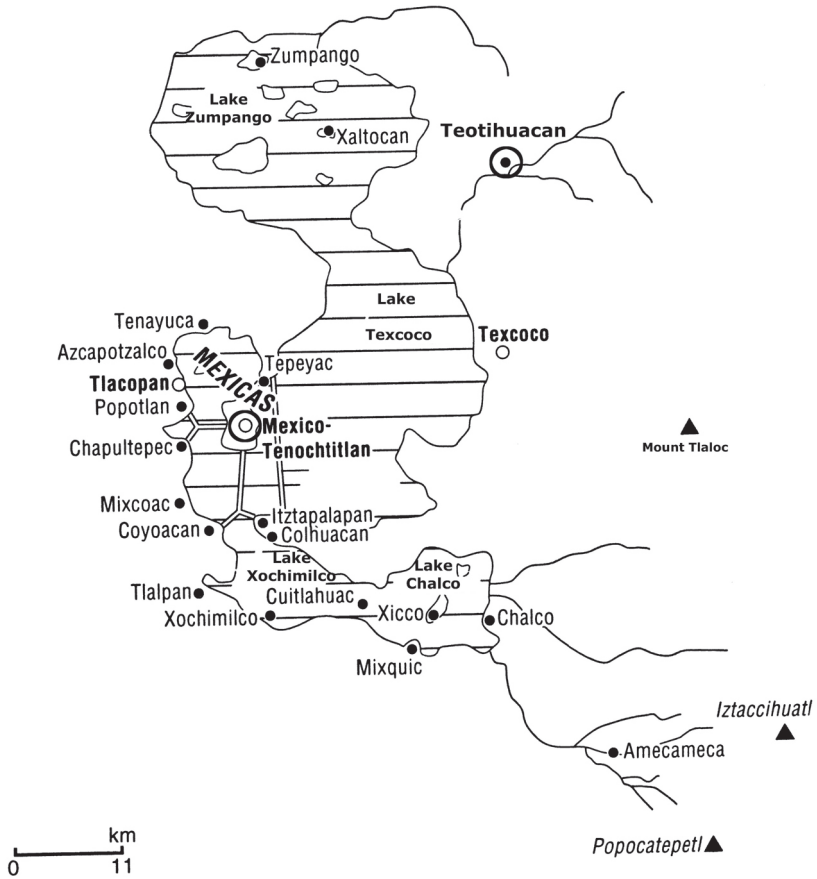 Zumpango
Lake
Zumpango
Xaltocan
Teotihuacan
Lake
Texcoco
Texcoco
Tenayuca
Azcapotzalco
Tlacopan
Popotlan
Chapultepec
MEXICAS
Tepeyac
Mexico-
Tenochtitlan
Mount Tlaloc
Mixcoac
Coyoacan
Itztapalapan
Colhuacan
Lake
Xochimilco
Lake
Chalco
Tlalpan
Cuitlahuac
Xochimilco
Xicco
Chalco
Mixquic
Iztaccihuatl
Amecameca
Popocatepetl
km
0 11